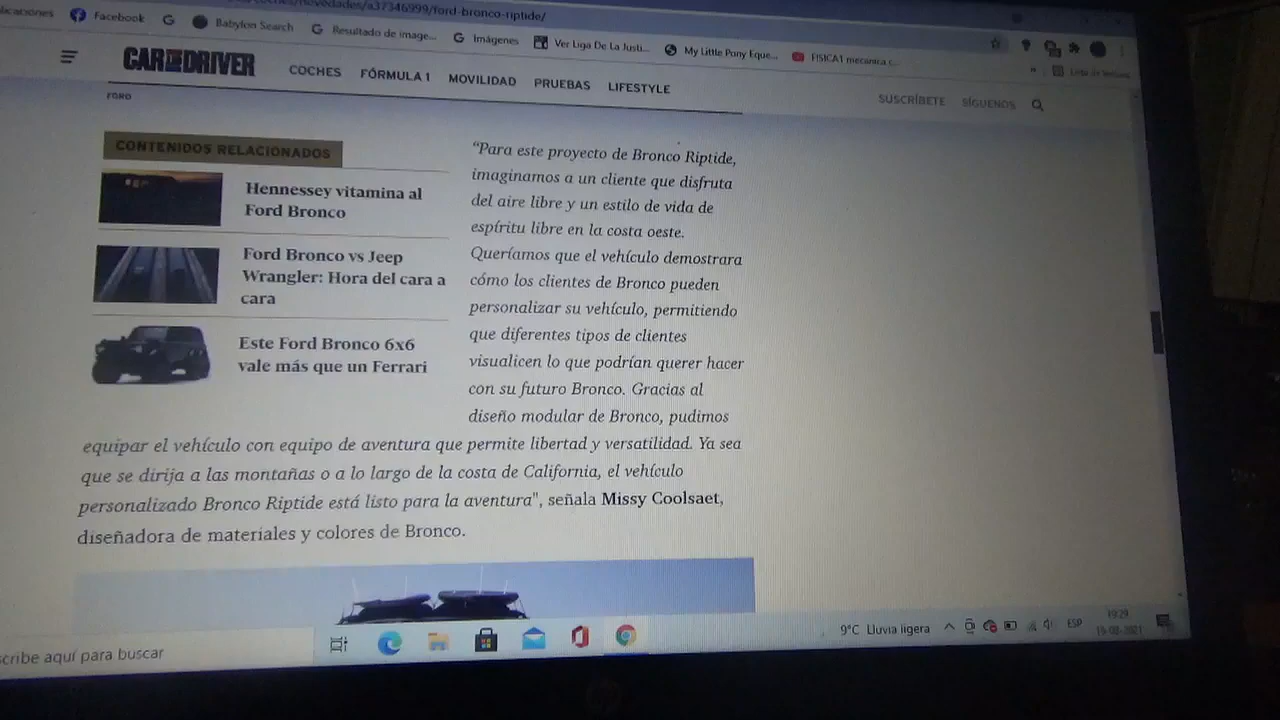 novedades/a37346999/ford-bronco-riptide/
Facebook
Babylon Search
Resultado de image...
Imágenes
Ver Liga De La Justi...
My Little Pony Eque...
FISICA1 mecanica
CAR AND DRIVER
COCHES
FÓRMULA 1
MOVILIDAD
PRUEBAS
LIFESTYLE
SUSCRÍBETE
SÍGUENOS
FORD
CONTENIDOS RELACIONADOS
Hennessey vitamina al
Ford Bronco
Ford Bronco vs Jeep
Wrangler: Hora del cara a
cara
Este Ford Bronco 6x6
vale más que un Ferrari
“Para este proyecto de Bronco Riptide,
imaginamos a un cliente que disfruta
del aire libre y un estilo de vida de
espíritu libre en la costa oeste.
Queríamos que el vehículo demostrara
cómo los clientes de Bronco pueden
personalizar su vehículo, permitiendo
que diferentes tipos de clientes
visualicen lo que podrían querer hacer
con su futuro Bronco. Gracias al
diseño modular de Bronco, pudimos
equipar el vehículo con equipo de aventura que permite libertad y versatilidad. Ya sea
que se dirija a las montañas o a lo largo de la costa de California, el vehículo
personalizado Bronco Riptide está listo para la aventura", señala Missy Coolsaet,
diseñadora de materiales y colores de Bronco.
scribe aquí para buscar
9°C Lluvia ligera
ESP
19:29
19-08-2021